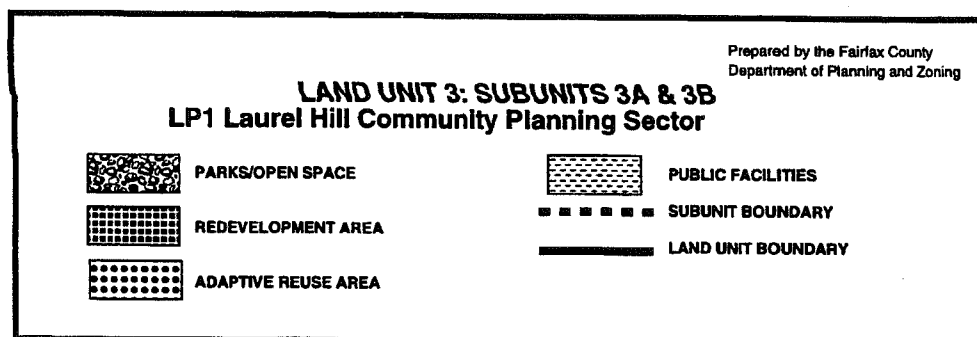 Prepared by the Fairfax County
Department of Planning and Zoning
LAND UNIT 3: SUBUNITS 3A & 3B
LP1 Laurel Hill Community Planning Sector
PARKS/OPEN SPACE
REDEVELOPMENT AREA
ADAPTIVE REUSE AREA
PUBLIC FACILITIES
SUBUNIT BOUNDARY
LAND UNIT BOUNDARY